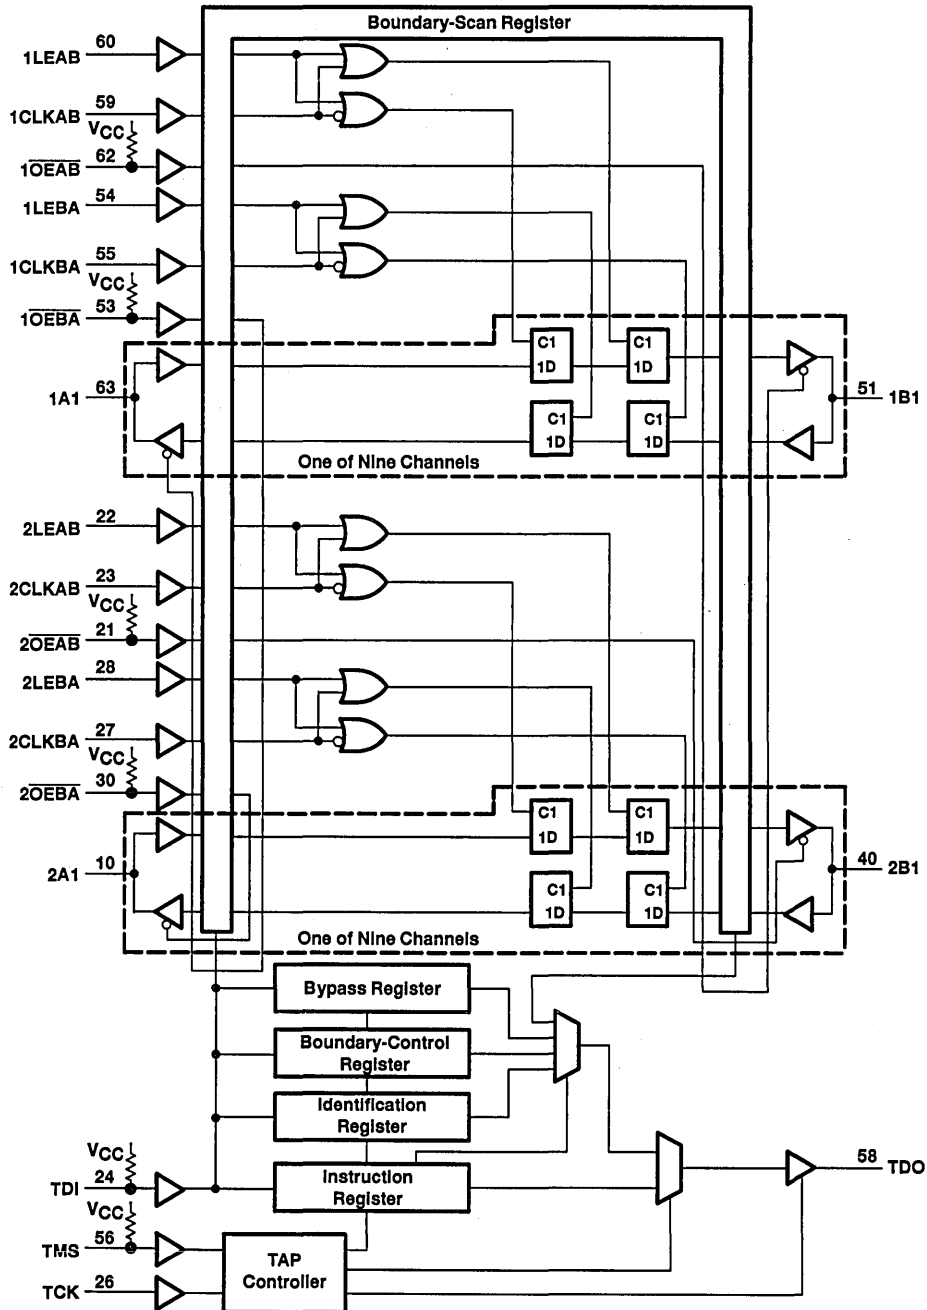 Boundary-Scan Register
1LEAB 60
1CLKAB 59
VCC
1OEAB 62
1LEBA 54
1CLKBA 55
VCC
1OEBA 53
C1
1D
C1
1D
1A1 63
51 1B1
C1
1D
C1
1D
One of Nine Channels
2LEAB 22
2CLKAB 23
VCC
2OEAB 21
2LEBA 28
2CLKBA 27
VCC
2OEBA 30
C1
1D
C1
1D
2A1 10
40 2B1
C1
1D
C1
1D
One of Nine Channels
Bypass Register
Boundary-Control
Register
Identification
Register
VCC
TDI 24
Instruction
Register
58 TDO
VCC
TMS 56
TAP
Controller
TCK 26